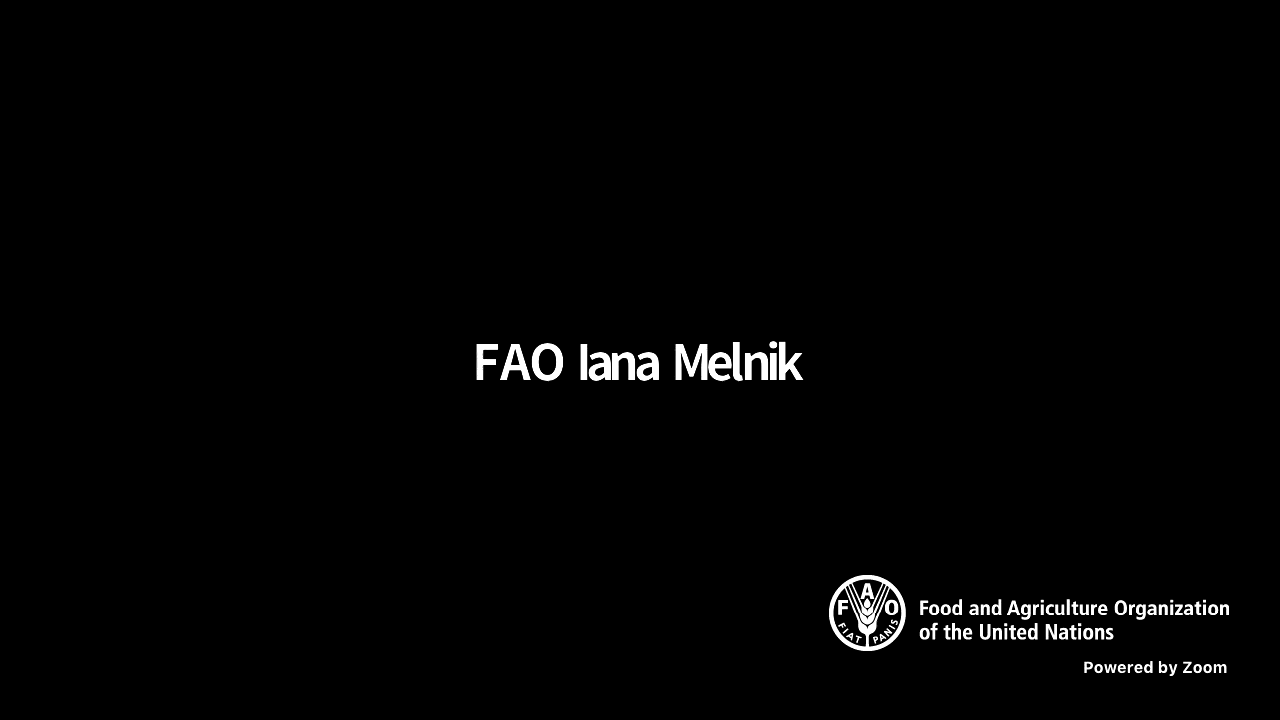 FAO Iana Melnik
F A O
FIAT PANIS
Food and Agriculture Organization
of the United Nations
Powered by Zoom